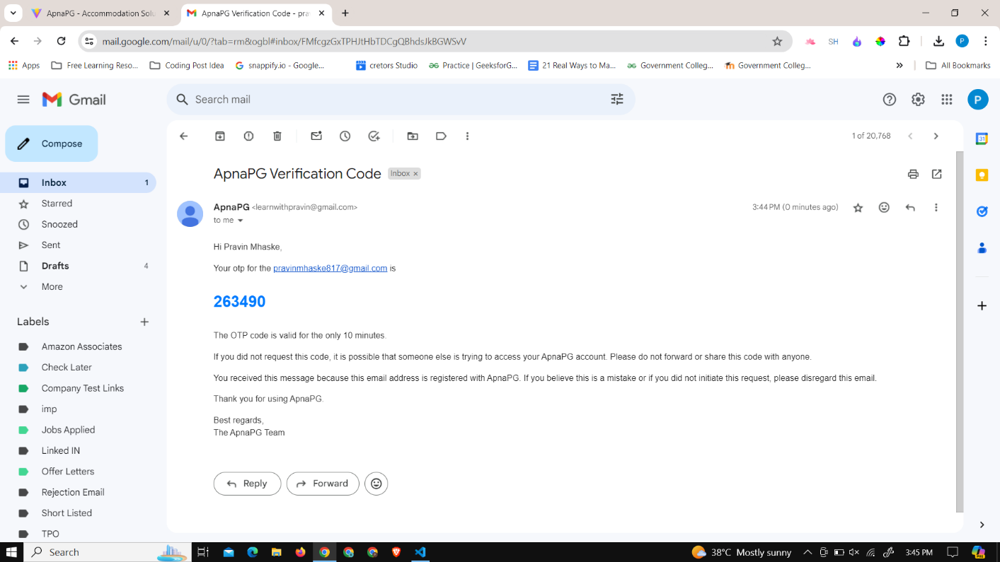 ApnaPG - Accommodation Solu
ApnaPG Verification Code - pra
mail.google.com/mail/u/0/?tab=rm&ogbl#inbox/FMfcgzGxTPHJtHbTDCgQBhdsJkBGWSvV
SH
P
Apps
Free Learning Reso...
Coding Post Idea
snappify.io - Google...
cretors Studio
Practice | GeeksforG...
21 Real Ways to Ma...
Government Colleg...
Government Colleg...
All Bookmarks
Gmail
Search mail
P
Compose
1 of 20,768
Inbox 1
Starred
Snoozed
Sent
Drafts 4
More
Labels
Amazon Associates
Check Later
Company Test Links
imp
Jobs Applied
Linked IN
Offer Letters
Rejection Email
Short Listed
TPO
ApnaPG Verification Code Inbox x
ApnaPG <learnwithpravin@gmail.com>
3:44 PM (0 minutes ago)
to me
Hi Pravin Mhaske,
Your otp for the pravinmhaske817@gmail.com is
263490
The OTP code is valid for the only 10 minutes.
If you did not request this code, it is possible that someone else is trying to access your ApnaPG account. Please do not forward or share this code with anyone.
You received this message because this email address is registered with ApnaPG. If you believe this is a mistake or if you did not initiate this request, please disregard this email.
Thank you for using ApnaPG.
Best regards,
The ApnaPG Team
Reply
Forward
31
Search
38°C Mostly sunny
3:45 PM
PRE